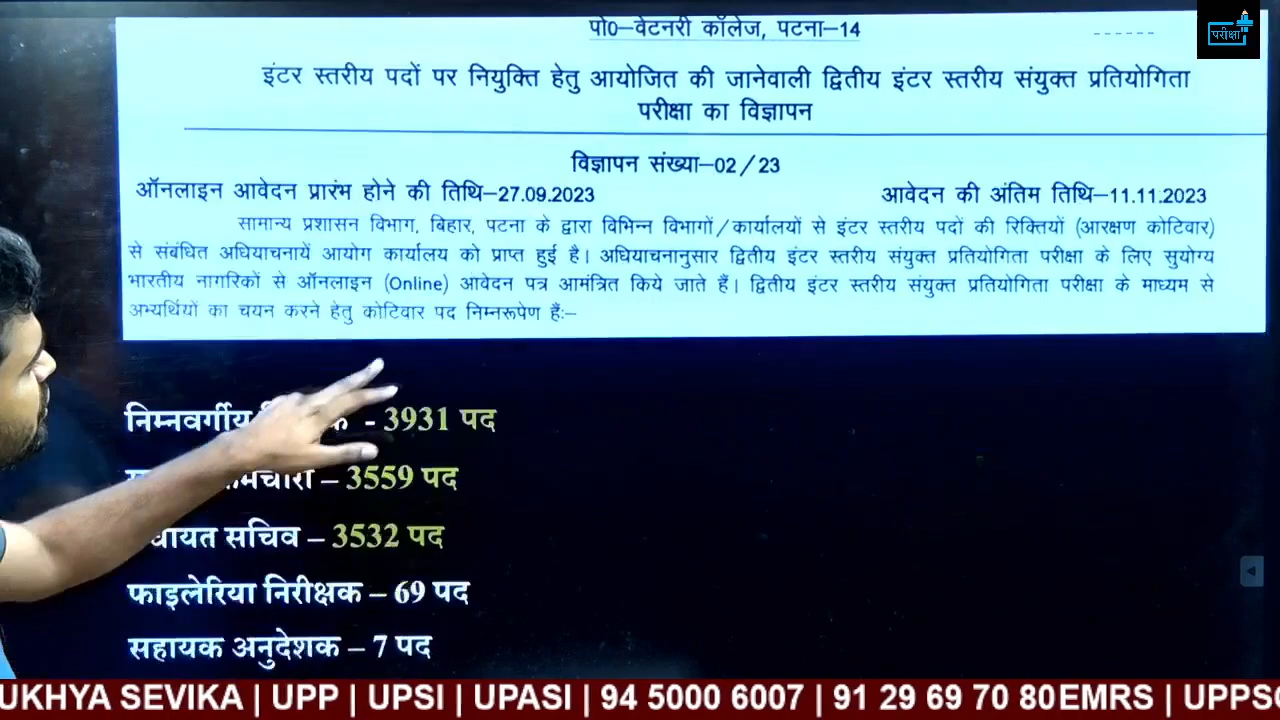 परीक्षा
पो0–वेटनरी कॉलेज, पटना–14
इंटर स्तरीय पदों पर नियुक्ति हेतु आयोजित की जानेवाली द्वितीय इंटर स्तरीय संयुक्त प्रतियोगिता
परीक्षा का विज्ञापन
विज्ञापन संख्या–02/23
ऑनलाइन आवेदन प्रारंभ होने की तिथि–27.09.2023 आवेदन की अंतिम तिथि–11.11.2023
सामान्य प्रशासन विभाग, बिहार, पटना के द्वारा विभिन्न विभागों/कार्यालयों से इंटर स्तरीय पदों की रिक्तियों (आरक्षण कोटिवार)
से संबंधित अधियाचनायें आयोग कार्यालय को प्राप्त हुई है। अधियाचनानुसार द्वितीय इंटर स्तरीय संयुक्त प्रतियोगिता परीक्षा के लिए सुयोग्य
भारतीय नागरिकों से ऑनलाइन (Online) आवेदन पत्र आमंत्रित किये जाते हैं। द्वितीय इंटर स्तरीय संयुक्त प्रतियोगिता परीक्षा के माध्यम से
अभ्यर्थियों का चयन करने हेतु कोटिवार पद निम्नरूपेण हैः–
निम्नवर्गीय - 3931 पद
– 3559 पद
सचिव – 3532 पद
फाइलेरिया निरीक्षक – 69 पद
सहायक अनुदेशक – 7 पद
UKHYA SEVIKA | UPP | UPSI | UPASI | 94 5000 6007 | 91 29 69 70 80EMRS | UPPSC